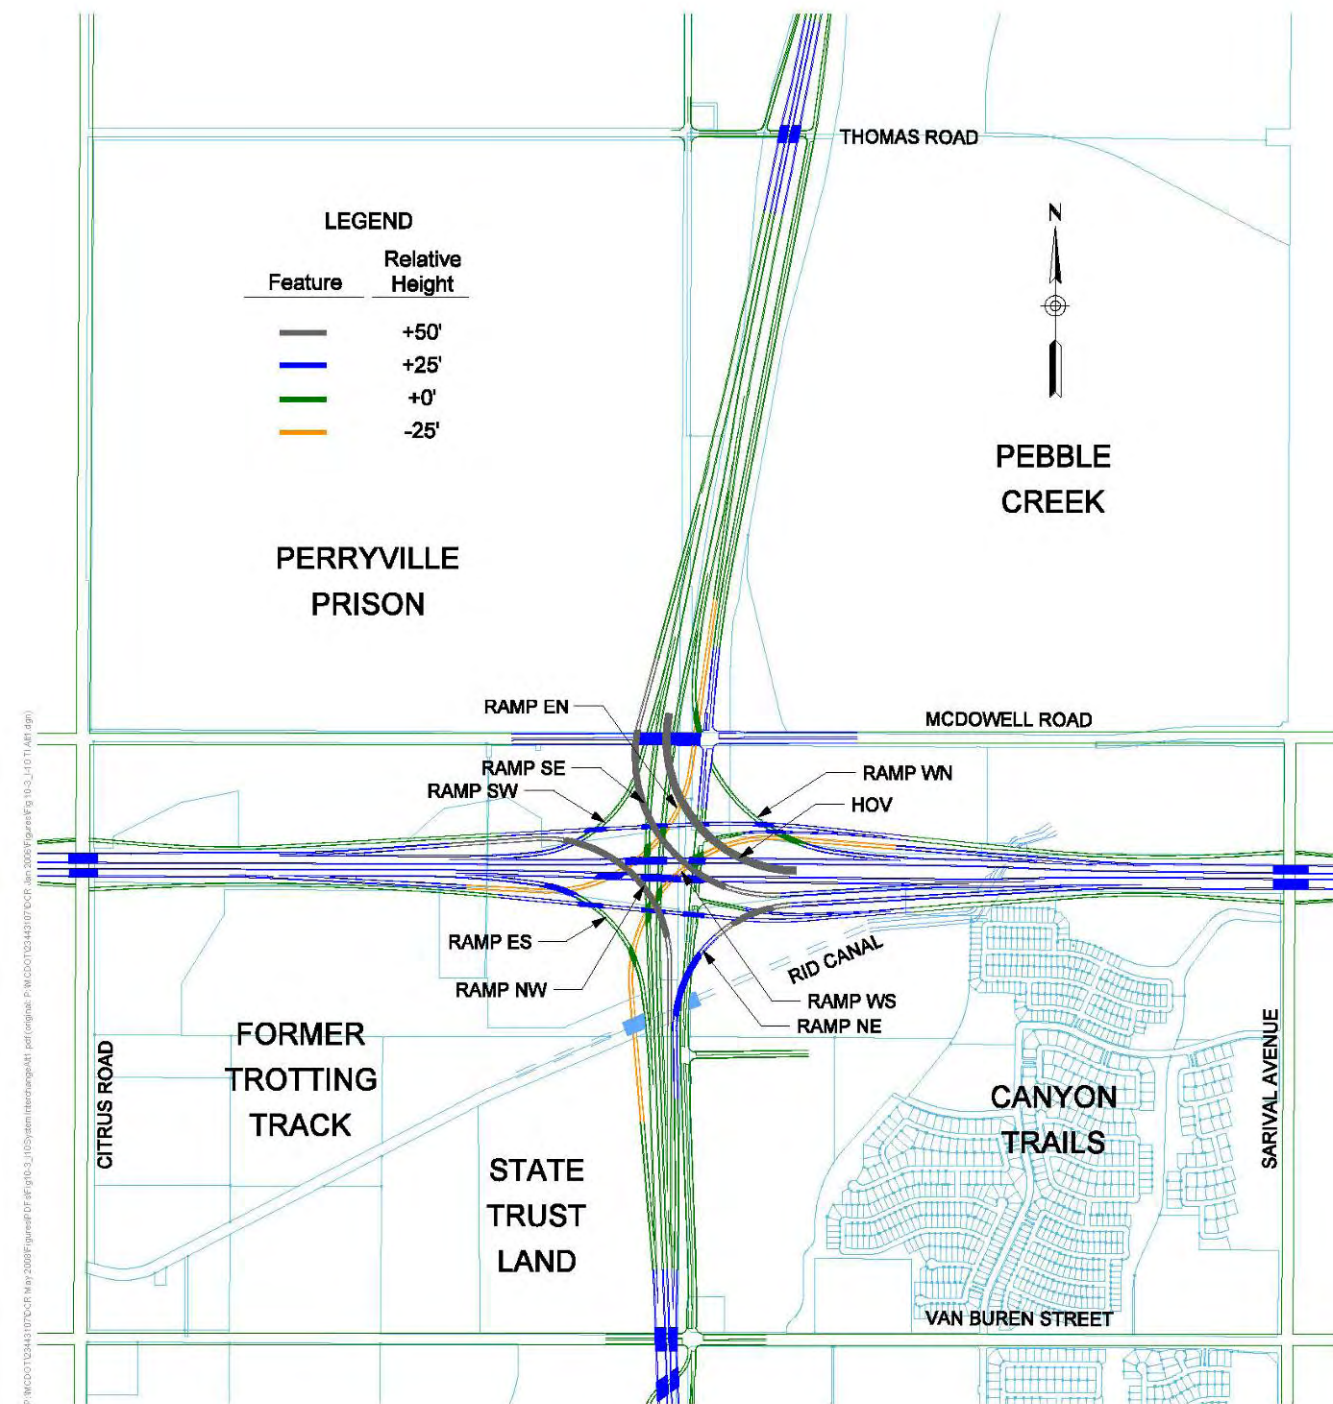 THOMAS ROAD
LEGEND
Feature
Relative
Height
+50'
+25'
+0'
-25'
N
PEBBLE
CREEK
PERRYVILLE
PRISON
RAMP EN
MCDOWELL ROAD
RAMP SE
RAMP SW
RAMP WN
HOV
RAMP ES
RAMP NW
RID CANAL
RAMP WS
RAMP NE
FORMER
TROTTING
TRACK
CITRUS ROAD
STATE
TRUST
LAND
CANYON
TRAILS
SARIVAL AVENUE
VAN BUREN STREET